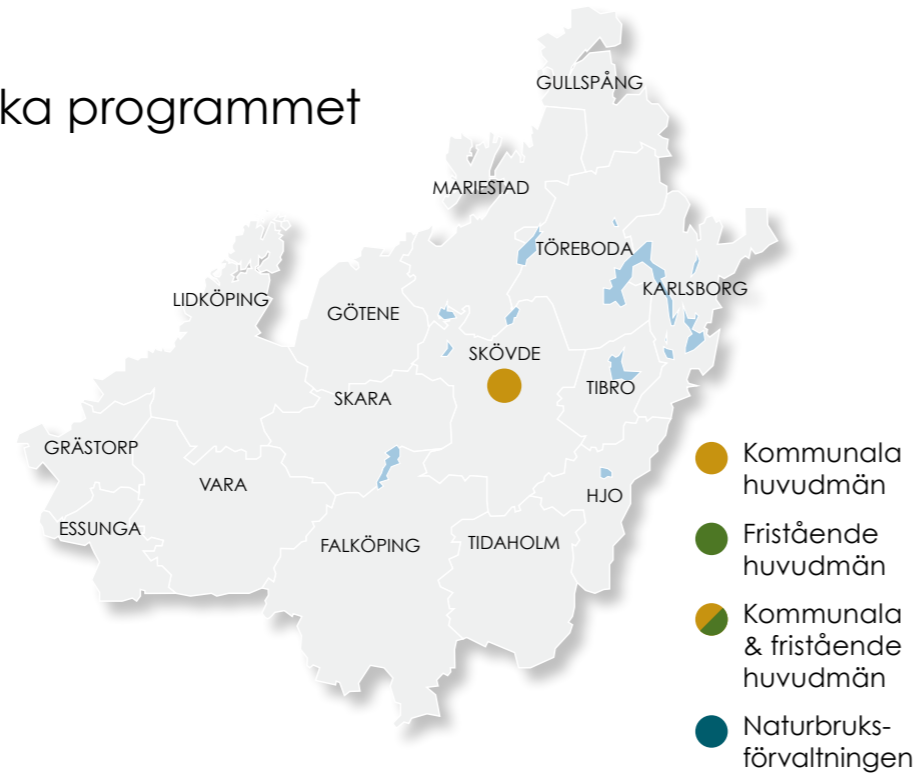 ka programmet
GULLSPÅNG
MARIESTAD
TÖREBODA
KARLSBORG
LIDKÖPING
GÖTENE
SKÖVDE
TIBRO
SKARA
GRÄSTORP
VARA
HJO
ESSUNGA
FALKÖPING
TIDAHOLM
Kommunala
huvudmän
Fristående
huvudmän
Kommunala
& fristående
huvudmän
Naturbruks-
förvaltningen